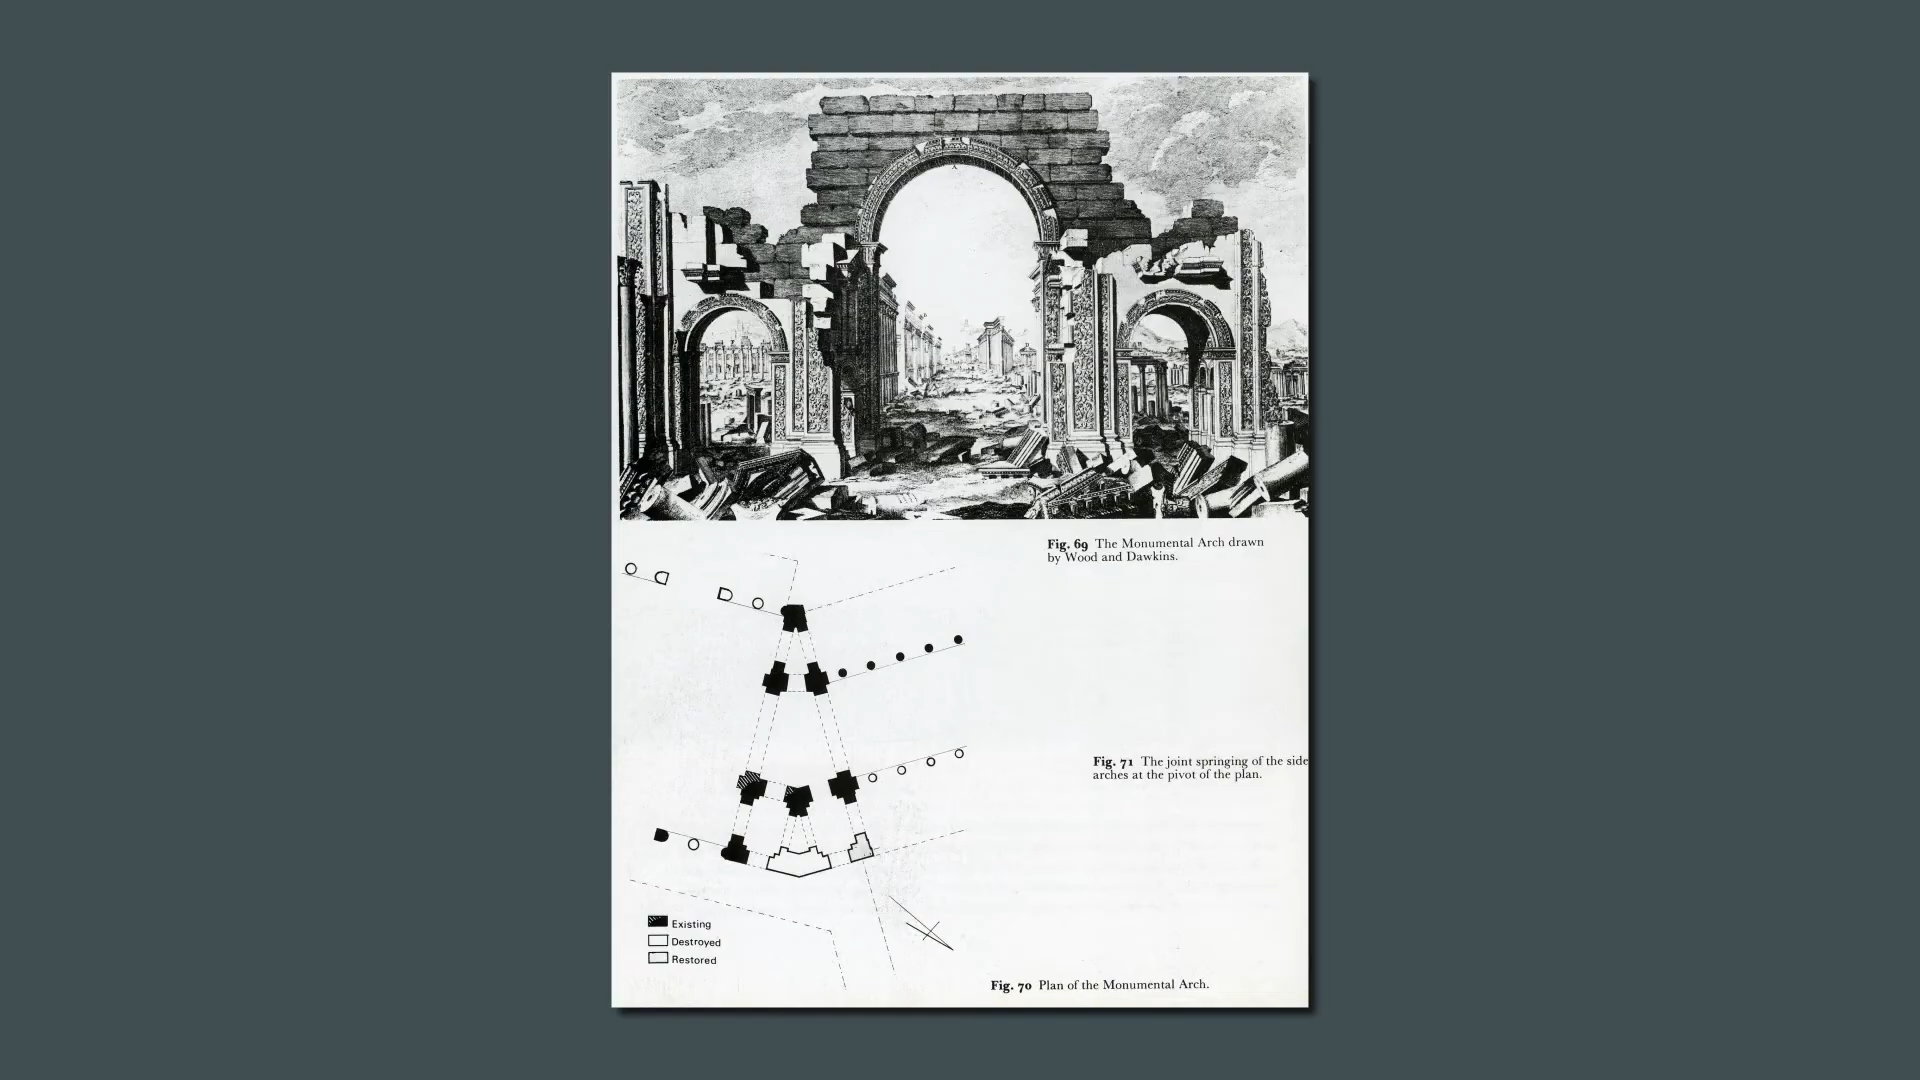 Fig. 69 The Monumental Arch drawn
by Wood and Dawkins.
Fig. 71 The joint springing of the side
arches at the pivot of the plan.
Existing
Destroyed
Restored
Fig. 70 Plan of the Monumental Arch.